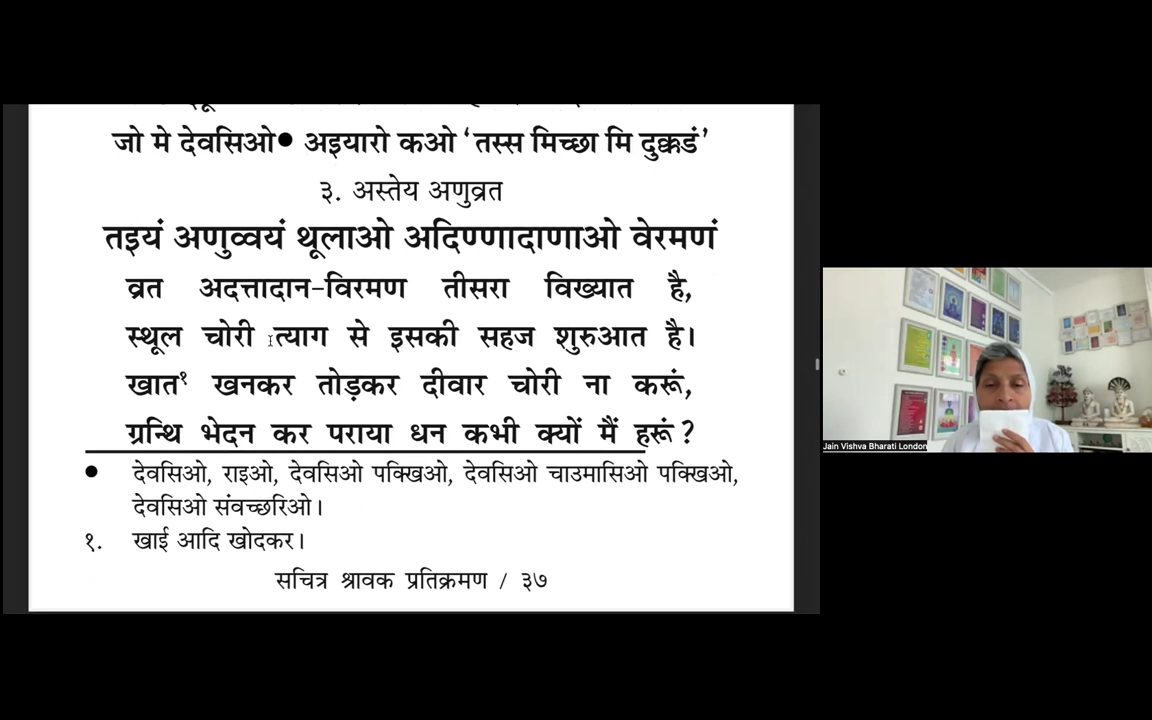 जो मे देवसिओ● अइयारो कओ ‘तस्स मिच्छा मि दुक्कडं’
३. अस्तेय अणुव्रत
तइयं अणुव्वयं थूलाओ अदिण्णादाणाओ वेरमणं
व्रत अदत्तादान-विरमण तीसरा विख्यात है,
स्थूल चोरी त्याग से इसकी सहज शुरुआत है।
खात१ खनकर तोड़कर दीवार चोरी ना करूं,
ग्रन्थि भेदन कर पराया धन कभी क्यों मैं हरूं ?
● देवसिओ, राइओ, देवसिओ पक्खिओ, देवसिओ चाउमासिओ पक्खिओ,
देवसिओ संवच्छरिओ।
१. खाई आदि खोदकर।
सचित्र श्रावक प्रतिक्रमण / ३७
Jain Vishva Bharati London